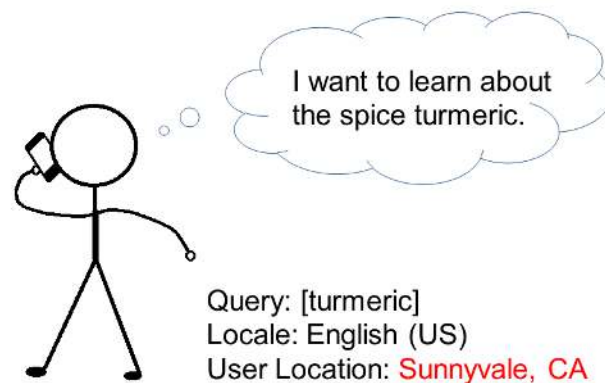 I want to learn about
the spice turmeric.
Query: [turmeric]
Locale: English (US)
User Location: Sunnyvale, CA